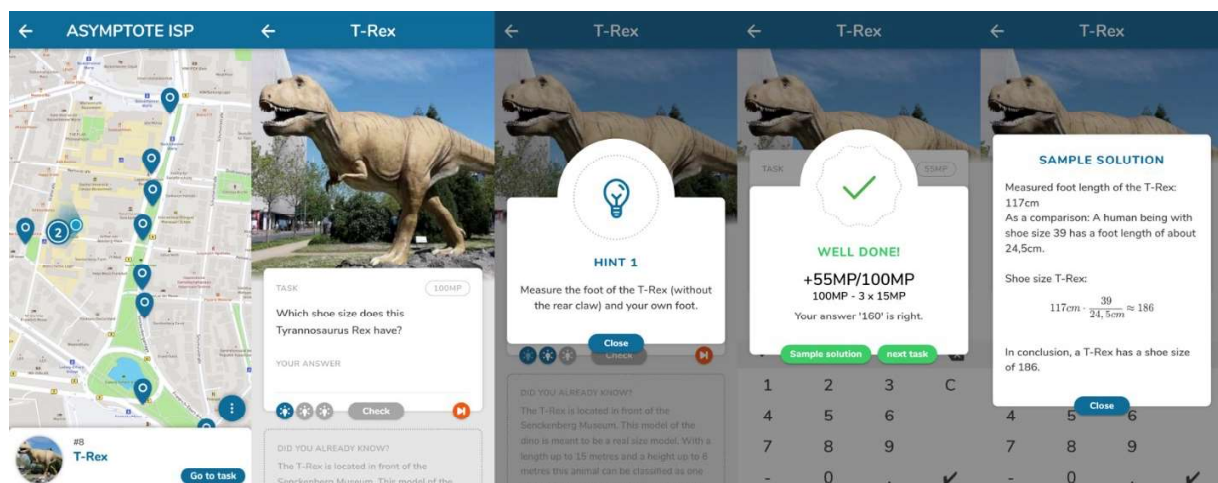 ASYMPTOTE ISP
2
#8
T-Rex
Go to task
T-Rex
TASK
100MP
Which shoe size does this
Tyrannosaurus Rex have?
YOUR ANSWER
Check
DID YOU ALREADY KNOW?
The T-Rex is located in front of the
Senckenberg Museum. This model of the
T-Rex
HINT 1
Measure the foot of the T-Rex (without
the rear claw) and your own foot.
Close
Check
DID YOU ALREADY KNOW?
The T-Rex is located in front of the
Senckenberg Museum. This model of the
dino is meant to be a real size model. With a
length up to 15 metres and a height up to 6
metres this animal can be classified as one
T-Rex
TASK
55MP
WELL DONE!
+55MP/100MP
100MP - 3 x 15MP
Your answer '160' is right.
Sample solution
next task
1 2 3 C
4 5 6
7 8 9
- 0 . ✔
T-Rex
SAMPLE SOLUTION
Measured foot length of the T-Rex:
117cm
As a comparison: A human being with
shoe size 39 has a foot length of about
24,5cm.
Shoe size T-Rex:
117cm · 39/24,5cm ≈ 186
In conclusion, a T-Rex has a shoe size
of 186.
Close
4 5 6
7 8 9
- 0 . ✔